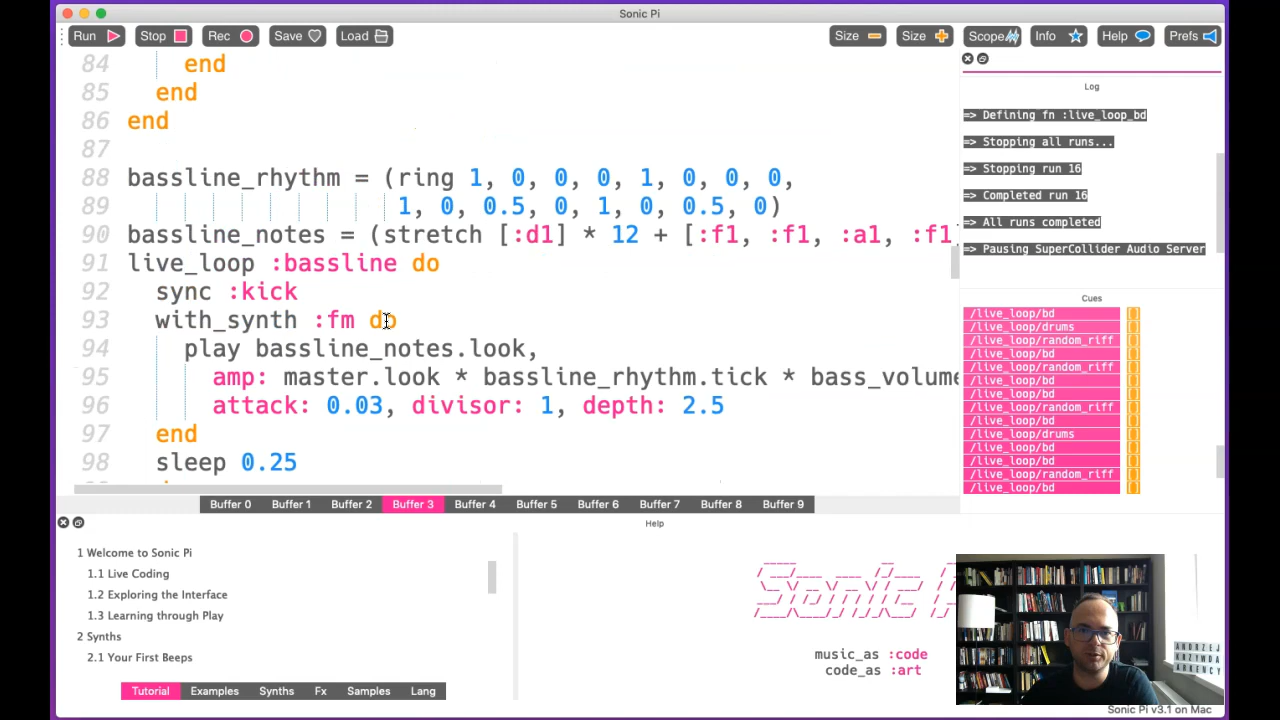 Sonic Pi
Run Stop Rec Save Load Size Size Scope Info Help Prefs
84 end
85 end
86 end
87
88 bassline_rhythm = (ring 1, 0, 0, 0, 1, 0, 0, 0,
89 1, 0, 0.5, 0, 1, 0, 0.5, 0)
90 bassline_notes = (stretch [:d1] * 12 + [:f1, :f1, :a1, :f1
91 live_loop :bassline do
92 sync :kick
93 with_synth :fm do
94 play bassline_notes.look,
95 amp: master.look * bassline_rhythm.tick * bass_volume
96 attack: 0.03, divisor: 1, depth: 2.5
97 end
98 sleep 0.25
Buffer 0 Buffer 1 Buffer 2 Buffer 3 Buffer 4 Buffer 5 Buffer 6 Buffer 7 Buffer 8 Buffer 9
Log
=> Defining fn :live_loop_bd
=> Stopping all runs...
=> Stopping run 16
=> Completed run 16
=> All runs completed
=> Pausing SuperCollider Audio Server
Cues
/live_loop/bd []
/live_loop/drums []
/live_loop/random_riff []
/live_loop/bd []
/live_loop/random_riff []
/live_loop/bd []
/live_loop/bd []
/live_loop/random_riff []
/live_loop/bd []
/live_loop/drums []
/live_loop/bd []
/live_loop/bd []
/live_loop/random_riff []
/live_loop/bd []
Help
1 Welcome to Sonic Pi
1.1 Live Coding
1.2 Exploring the Interface
1.3 Learning through Play
2 Synths
2.1 Your First Beeps
Tutorial Examples Synths Fx Samples Lang
Sonic
music_as :code
code_as :art
ANDRZEJ
KRZYWDA
ARKENCY
Sonic Pi v3.1 on Mac